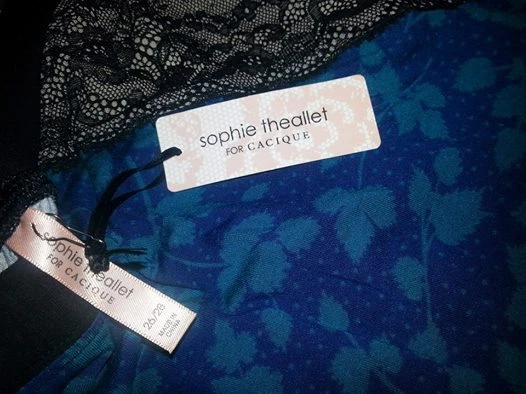 sophie theallet
FOR CACIQUE
sophie theallet
FOR CACIQUE
26/28
MADE IN
CHINA